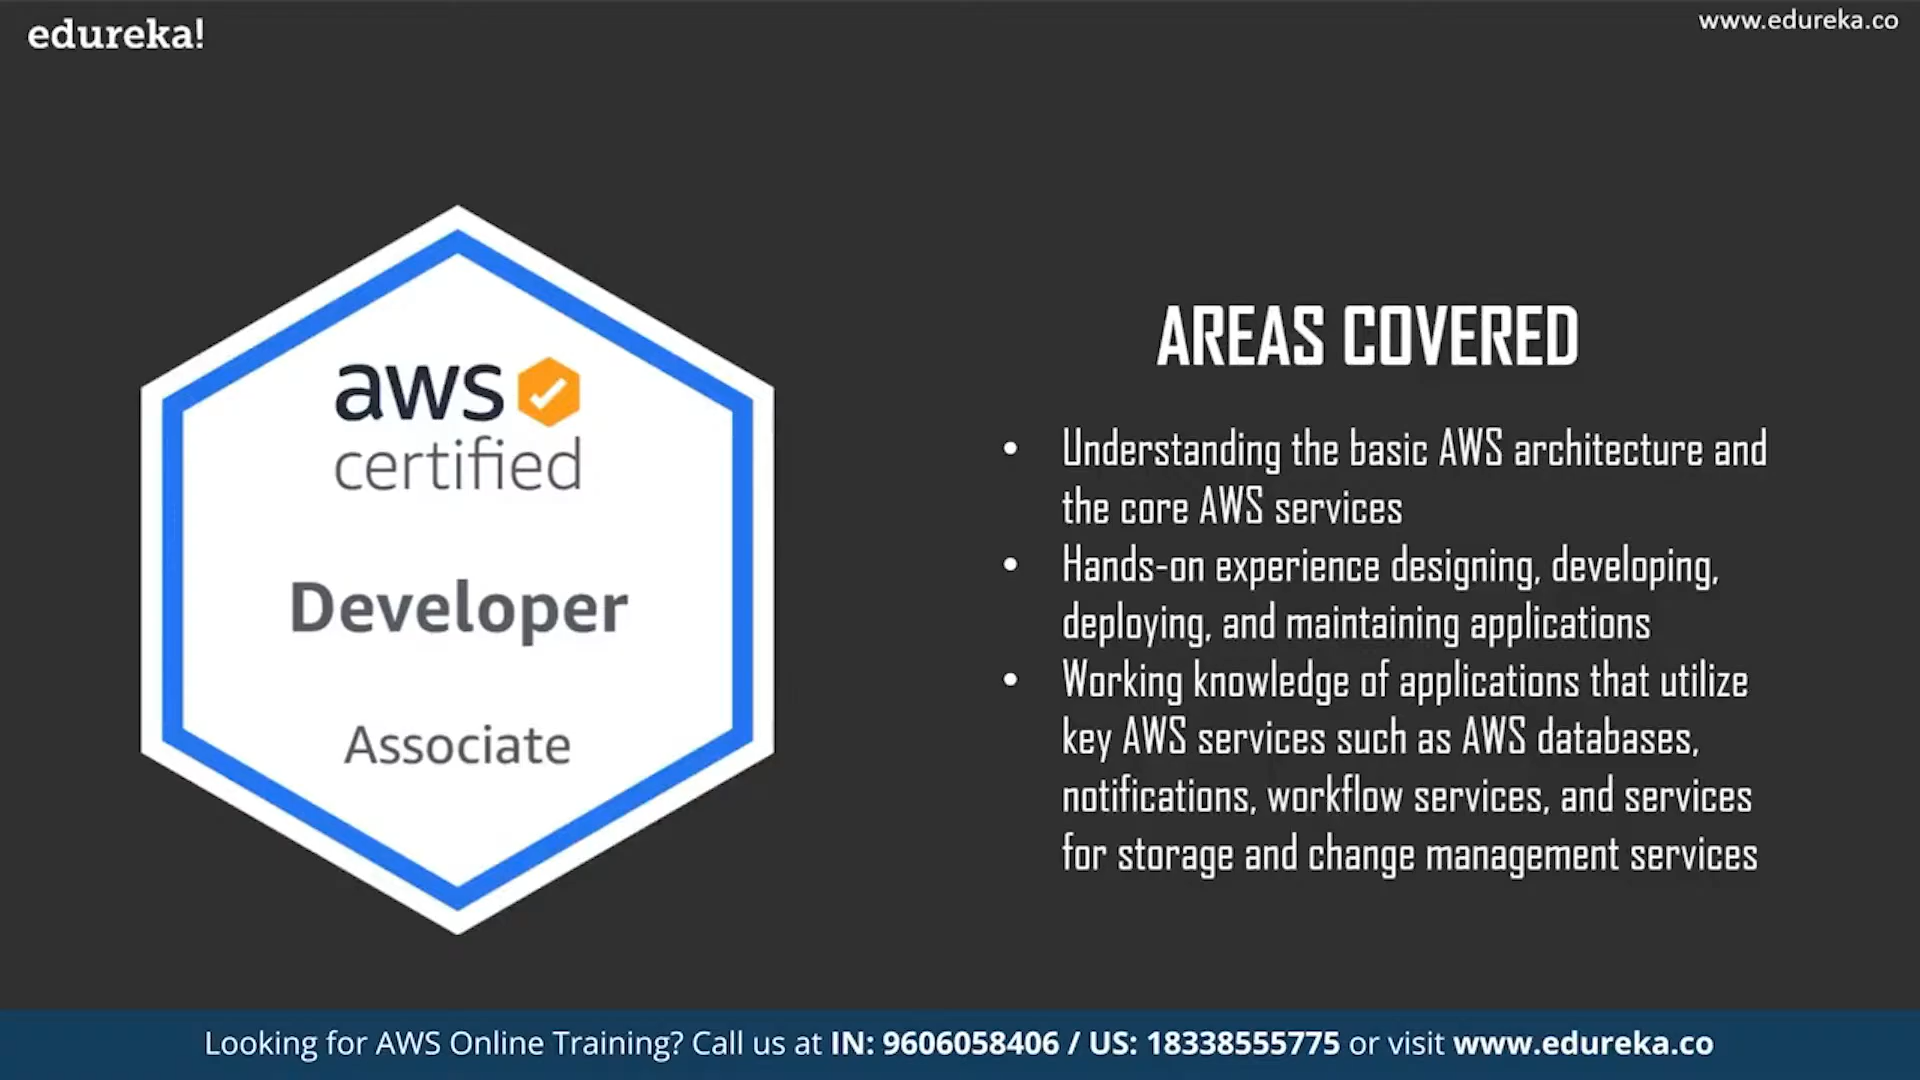 edureka!
www.edureka.co
aws
certified
Developer
Associate
AREAS COVERED
• Understanding the basic AWS architecture and
the core AWS services
• Hands-on experience designing, developing,
deploying, and maintaining applications
• Working knowledge of applications that utilize
key AWS services such as AWS databases,
notifications, workflow services, and services
for storage and change management services
Looking for AWS Online Training? Call us at IN: 9606058406 / US: 18338555775 or visit www.edureka.co